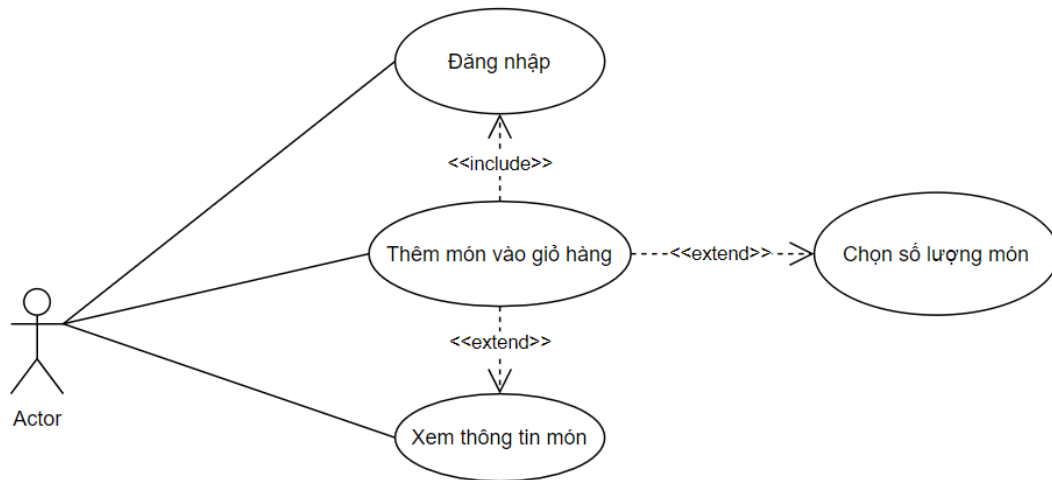 Đăng nhập
<<include>>
Thêm món vào giỏ hàng
<<extend>>
Chọn số lượng món
<<extend>>
Actor
Xem thông tin món